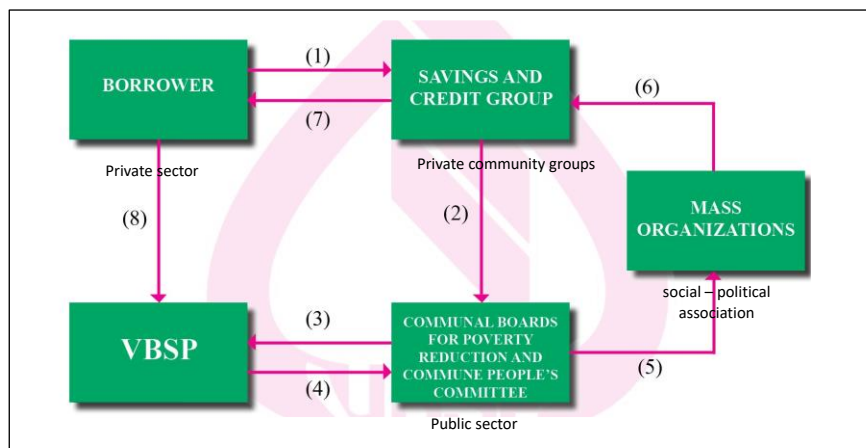 BORROWER
(1)
SAVINGS AND
CREDIT GROUP
(7)
(6)
Private sector
Private community groups
MASS
ORGANIZATIONS
(8)
(2)
social – political
association
VBSP
(3)
(4)
COMMUNAL BOARDS
FOR POVERTY
REDUCTION AND
COMMUNE PEOPLE'S
COMMITTEE
(5)
Public sector